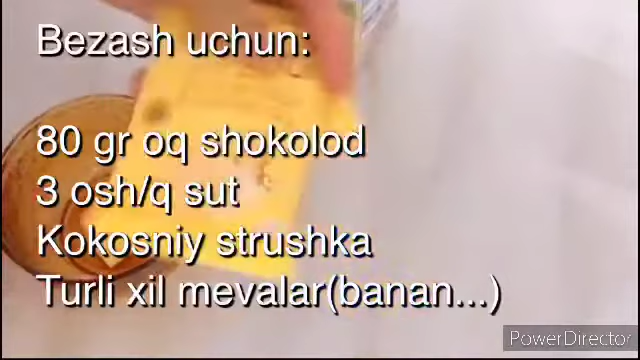 Bezash uchun:
80 gr oq shokolod
3 osh/q sut
Kokosniy strushka
Turli xil mevalar(banan...)
PowerDirector